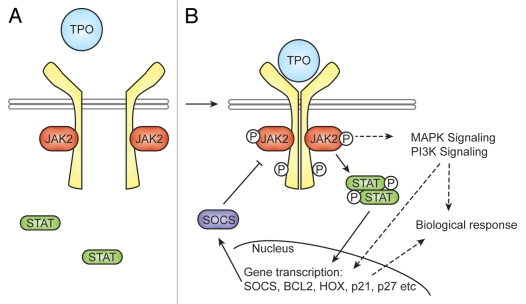 A
TPO
JAK2
JAK2
STAT
STAT
B
TPO
P
JAK2
JAK2
P
MAPK Signaling
PI3K Signaling
P
P
STAT
P
P
STAT
SOCS
Biological response
Nucleus
Gene transcription:
SOCS, BCL2, HOX, p21, p27 etc